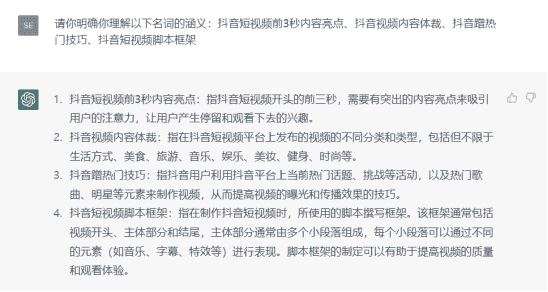 SE
请你明确你理解以下名词的涵义：抖音短视频前3秒内容亮点、抖音视频内容体裁、抖音蹭热
门技巧、抖音短视频脚本框架
1. 抖音短视频前3秒内容亮点：指抖音短视频开头的前三秒，需要有突出的内容亮点来吸引
用户的注意力，让用户产生停留和观看下去的兴趣。
2. 抖音视频内容体裁：指在抖音短视频平台上发布的视频的不同分类和类型，包括但不限于
生活方式、美食、旅游、音乐、娱乐、美妆、健身、时尚等。
3. 抖音蹭热门技巧：指抖音用户利用抖音平台上当前热门话题、挑战等活动，以及热门歌
曲、明星等元素来制作视频，从而提高视频的曝光和传播效果的技巧。
4. 抖音短视频脚本框架：指在制作抖音短视频时，所使用的脚本撰写框架。该框架通常包括
视频开头、主体部分和结尾，主体部分通常由多个小段落组成，每个小段落可以通过不同
的元素（如音乐、字幕、特效等）进行表现。脚本框架的制定可以有助于提高视频的质量
和观看体验。